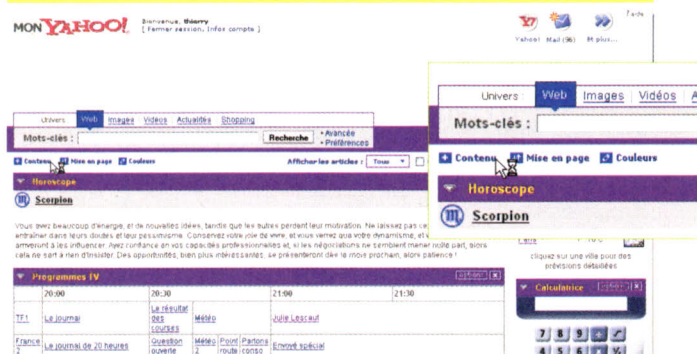 MON YAHOO!
Bienvenue, thierry
[ Fermer session, Infos compte ]
Yahoo! Mail (96) M plus...
Univers Web Images Vidéos Actualités Shopping
Mots-clés :
Recherche
• Avancée
• Préférences
Contenu Mise en page Couleurs
Afficher les articles : Tous
Horoscope
Scorpion
Vous avez beaucoup d'énergie, et de nouvelles idées, tandis que les autres perdent leur motivation. Ne laissez pas
entraîner dans leurs doutes et leur pessimisme. Conservez votre joie de vivre, et vous verrez que votre dynamisme, et
arriveront à les influencer. Ayez confiance en vos capacités professionnelles et, si les négociations ne semblent mener nulle part, alors
cela ne sert à rien d'insister. Des opportunités, bien plus intéressantes, se présenteront dès le mois prochain, alors patience !
Programmes TV
20:00 20:30 21:00 21:30
TF1 Le journal La résultat des courses Météo Julie Lescaut
France 2 Le journal de 20 heures Question ouverte Météo 2 Point route Partons conso Envoyé spécial
Univers Web Images Vidéos A
Mots-clés :
Contenu Mise en page Couleurs
Horoscope
Scorpion
cliquez sur une ville pour des
prévisions détaillées
Calculatrice
7 8 9
4 5 6